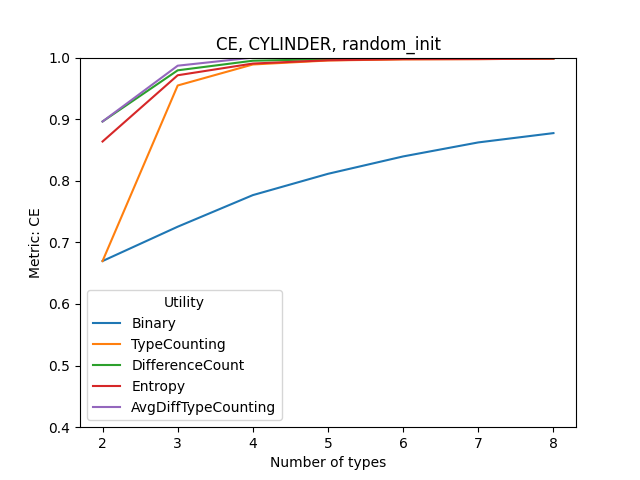 CE, CYLINDER, random_init
1.0
0.9
0.8
0.7
0.6
0.5
0.4
Metric: CE
Utility
Binary
TypeCounting
DifferenceCount
Entropy
AvgDiffTypeCounting
2 3 4 5 6 7 8
Number of types